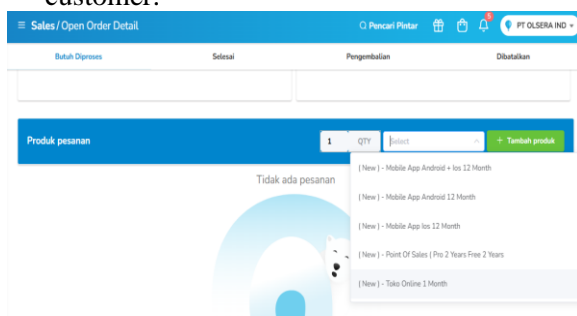 customer.
Sales / Open Order Detail
Pencari Pintar
5
PT OLSERA IND
Butuh Diproses
Selesai
Pengembalian
Dibatalkan
Produk pesanan
1
QTY
Select
+ Tambah produk
Tidak ada pesanan
( New ) - Mobile App Android + Ios 12 Month
( New ) - Mobile App Android 12 Month
( New ) - Mobile App Ios 12 Month
( New ) - Point Of Sales ( Pro 2 Years Free 2 Years
( New ) - Toko Online 1 Month